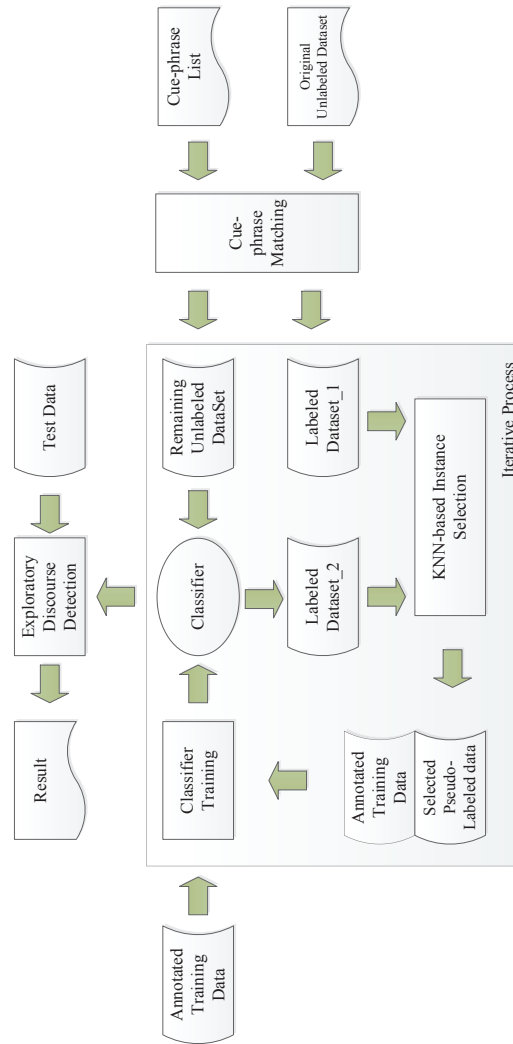 Result
Exploratory
Discourse
Detection
Test Data
Annotated
Training
Data
Classifier
Training
Classifier
Remaining
Unlabeled
DataSet
Cue-
phrase
Matching
Cue-phrase
List
Original
Unlabeled Dataset
Annotated
Training
Data
Selected
Pseudo-
Labeled data
Labeled
Dataset_2
Labeled
Dataset_1
KNN-based Instance
Selection
Iterative Process